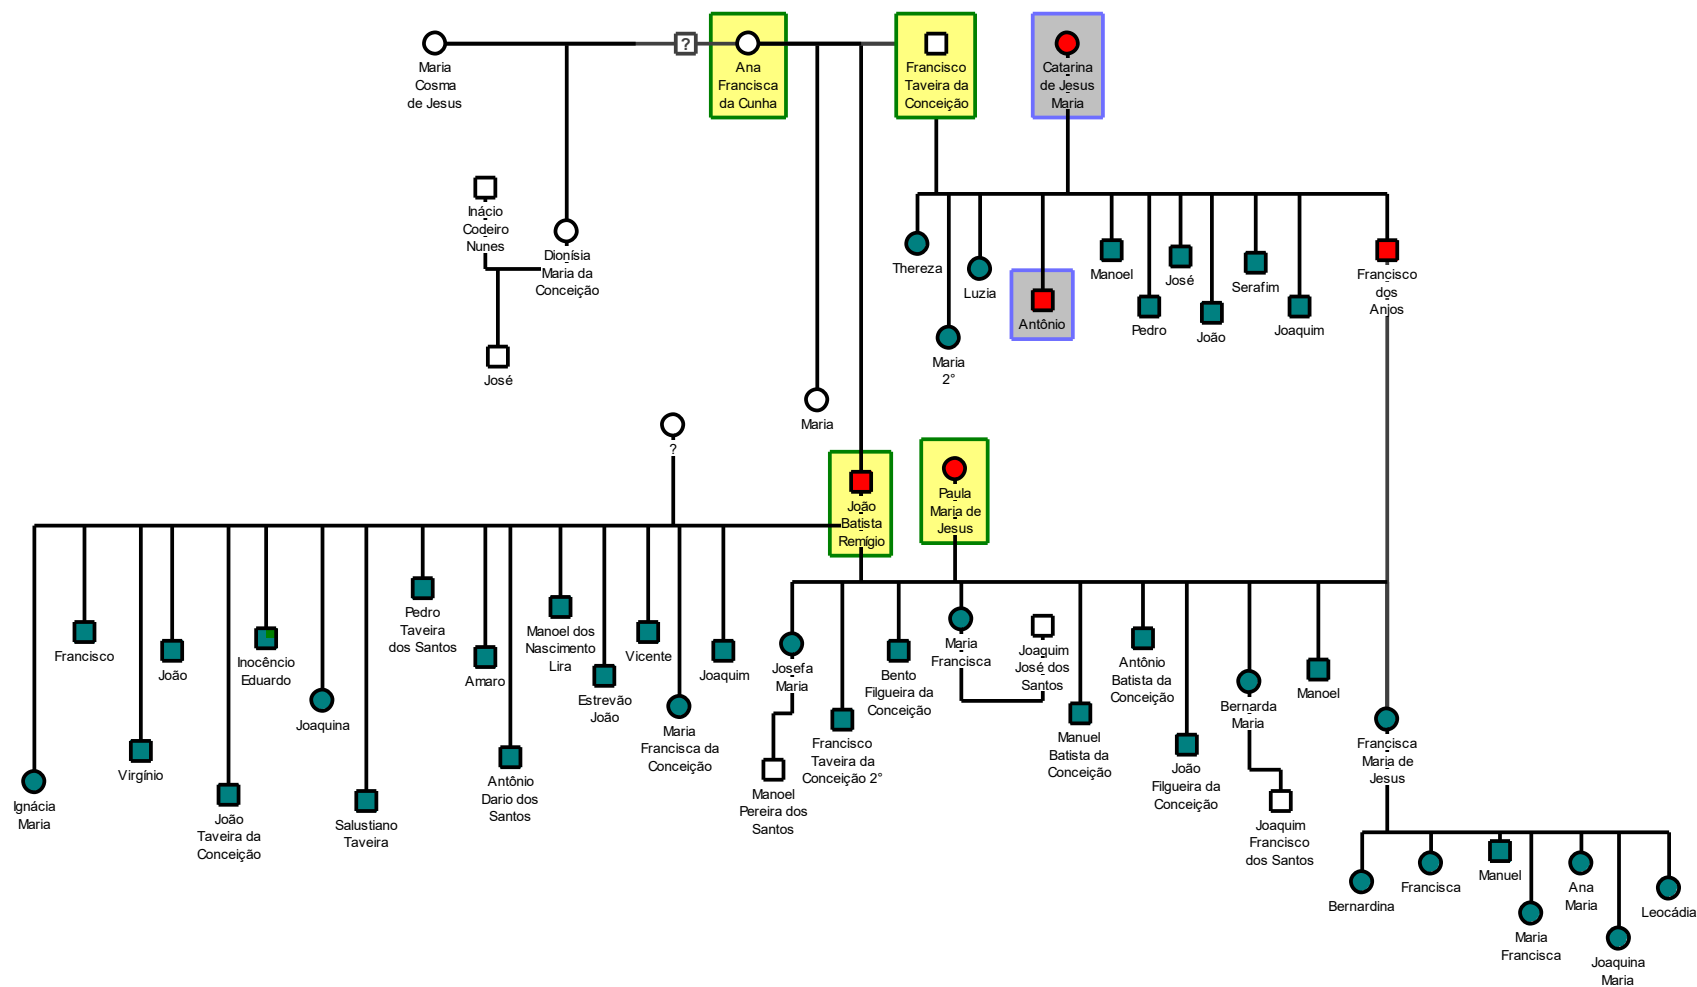 ?
Maria
Cosma
de Jesus
Ana
Francisca
da Cunha
Francisco
Taveira da
Conceição
Catarina
de Jesus
Maria
Inácio
Codeiro
Nunes
Dionísia
Maria da
Conceição
José
Maria
Thereza
Maria
2°
Luzia
Antônio
Manoel
Pedro
José
João
Serafim
Joaquim
Francisco
dos
Anjos
?
João
Batista
Remígio
Paula
Maria de
Jesus
Ignácia
Maria
Francisco
Virgínio
João
João
Taveira da
Conceição
Inocêncio
Eduardo
Joaquina
Salustiano
Taveira
Pedro
Taveira
dos Santos
Amaro
Antônio
Dario dos
Santos
Manoel dos
Nascimento
Lira
Estrevão
João
Vicente
Maria
Francisca da
Conceição
Joaquim
Josefa
Maria
Manoel
Pereira dos
Santos
Francisco
Taveira da
Conceição 2°
Bento
Filgueira da
Conceição
Maria
Francisca
Joaquim
José dos
Santos
Manuel
Batista da
Conceição
Antônio
Batista da
Conceição
João
Filgueira da
Conceição
Bernarda
Maria
Joaquim
Francisco
dos Santos
Manoel
Francisca
Maria de
Jesus
Bernardina
Francisca
Manuel
Maria
Francisca
Ana
Maria
Joaquina
Maria
Leocádia